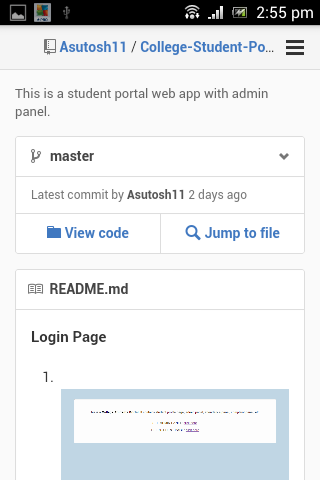 2:55 pm
Asutosh11 / College-Student-Po...
This is a student portal web app with admin
panel.
master
Latest commit by Asutosh11 2 days ago
View code
Jump to file
README.md
Login Page
1.